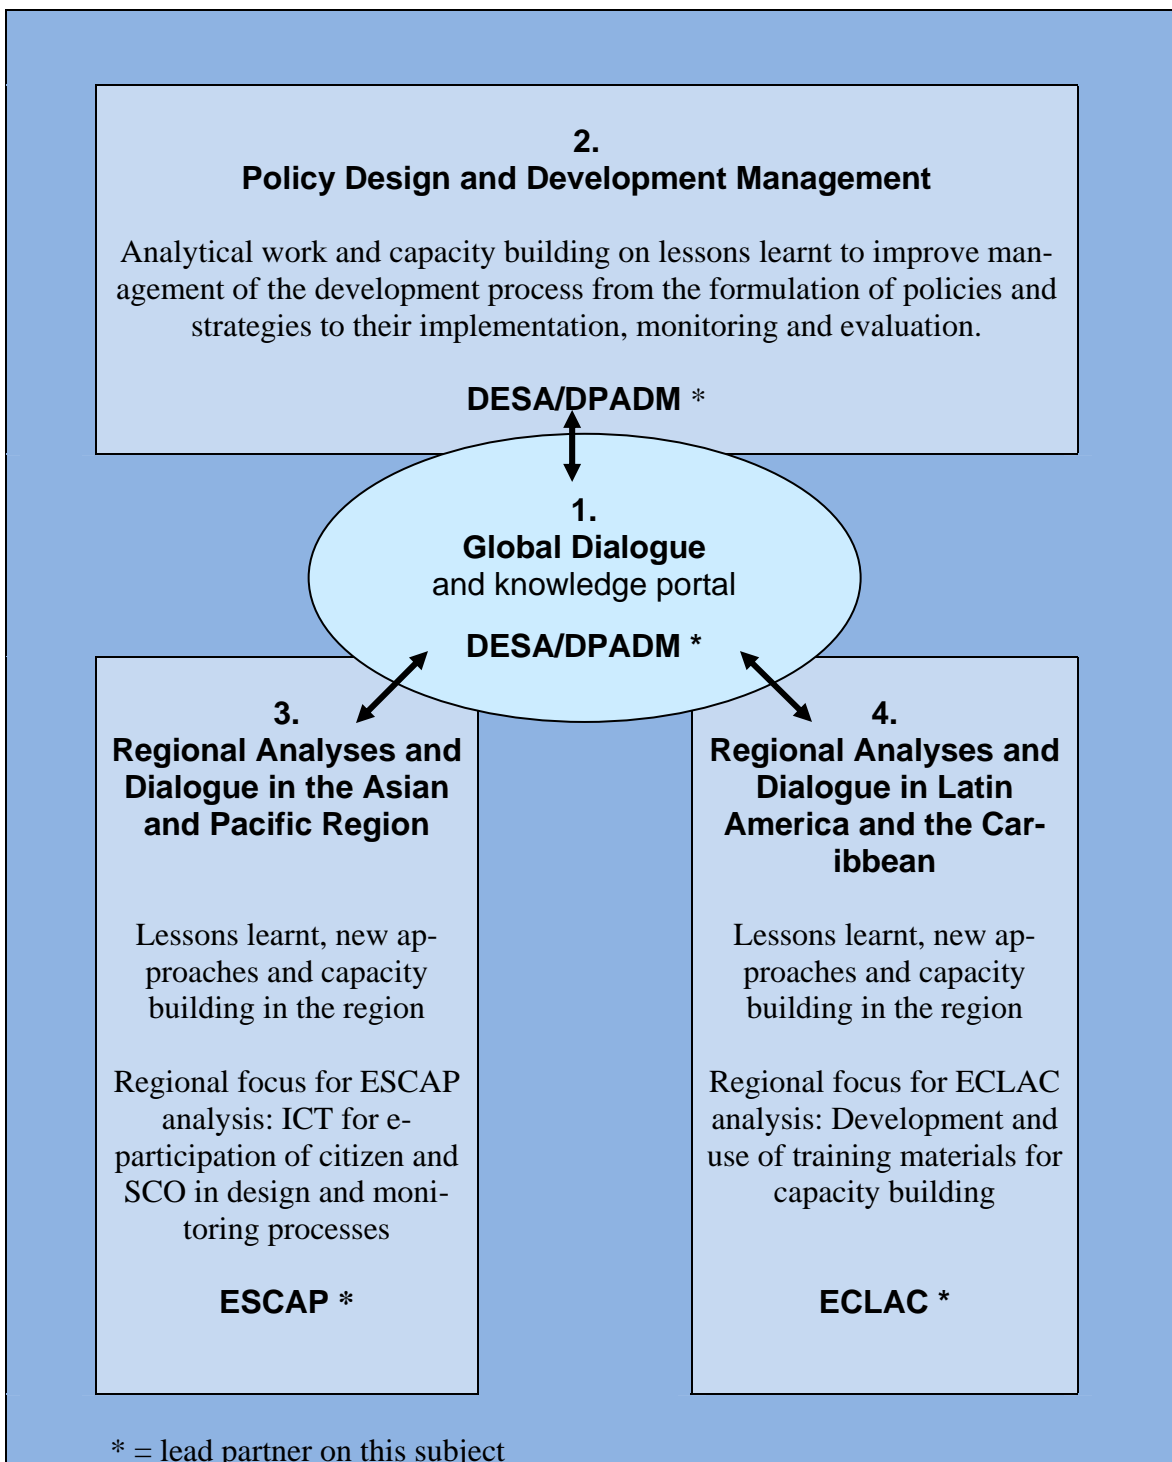 2.
Policy Design and Development Management
Analytical work and capacity building on lessons learnt to improve man-
agement of the development process from the formulation of policies and
strategies to their implementation, monitoring and evaluation.
DESA/DPADM *
1.
Global Dialogue
and knowledge portal
DESA/DPADM *
3.
Regional Analyses and
Dialogue in the Asian
and Pacific Region
Lessons learnt, new ap-
proaches and capacity
building in the region
Regional focus for ESCAP
analysis: ICT for e-
participation of citizen and
SCO in design and moni-
toring processes
ESCAP *
4.
Regional Analyses and
Dialogue in Latin
America and the Car-
ibbean
Lessons learnt, new ap-
proaches and capacity
building in the region
Regional focus for ECLAC
analysis: Development and
use of training materials for
capacity building
ECLAC *
* = lead partner on this subject